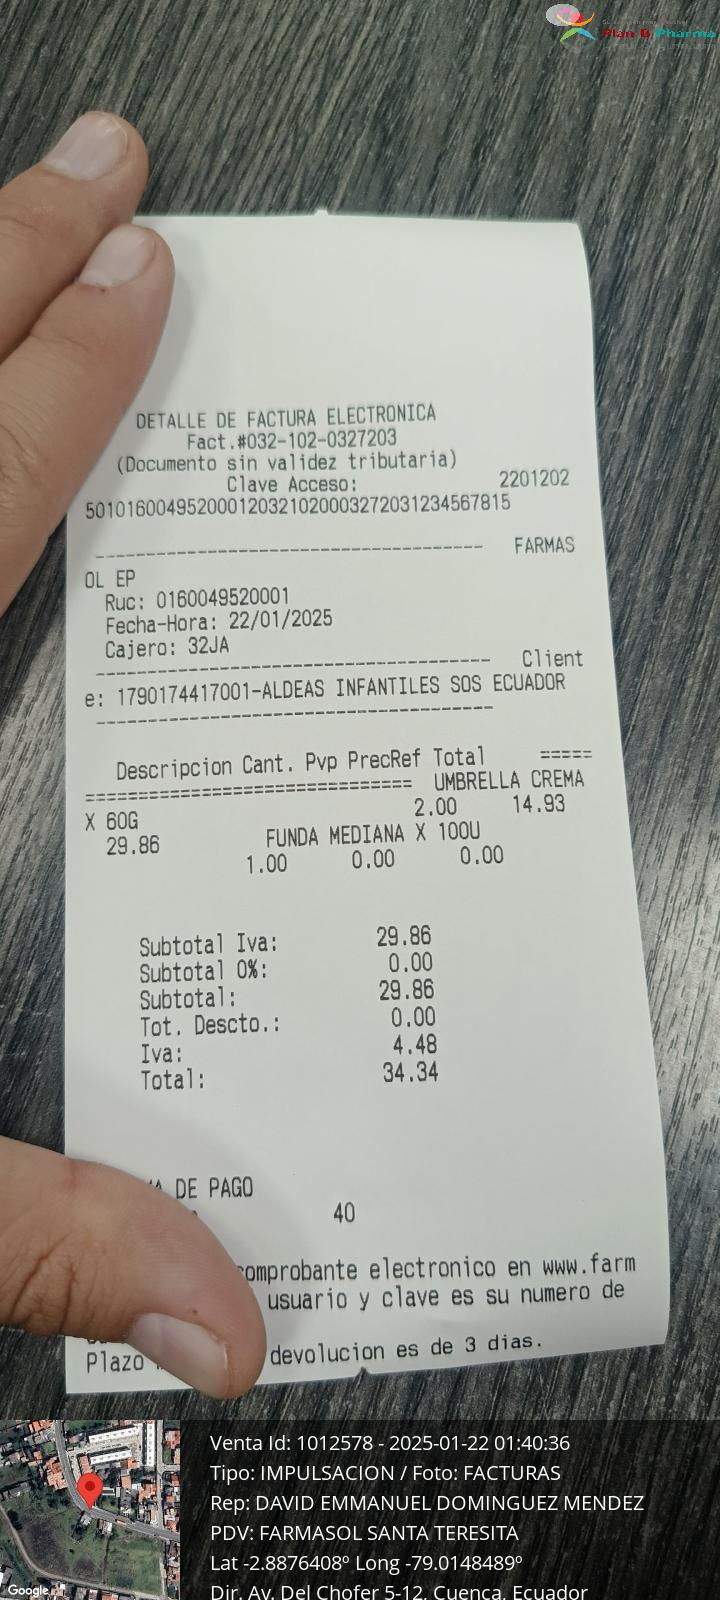 Plan B Pharma
DETALLE DE FACTURA ELECTRONICA
Fact.#032-102-0327203
(Documento sin validez tributaria)
Clave Acceso: 2201202
501016004952000120321020003272031234567815
---------------------------------------- FARMAS
OL EP
Ruc: 0160049520001
Fecha-Hora: 22/01/2025
Cajero: 32JA
---------------------------------------- Client
e: 1790174417001-ALDEAS INFANTILES SOS ECUADOR
----------------------------------------
Descripcion Cant. Pvp PrecRef Total =====
=============================== UMBRELLA CREMA
X 60G 2.00 14.93
29.86 FUNDA MEDIANA X 100U
1.00 0.00 0.00
Subtotal Iva: 29.86
Subtotal 0%: 0.00
Subtotal: 29.86
Tot. Descto.: 0.00
Iva: 4.48
Total: 34.34
DE PAGO
40
omprobante electronico en www.farm
usuario y clave es su numero de
Plazo devolucion es de 3 dias.
Google
Venta Id: 1012578 - 2025-01-22 01:40:36
Tipo: IMPULSACION / Foto: FACTURAS
Rep: DAVID EMMANUEL DOMINGUEZ MENDEZ
PDV: FARMASOL SANTA TERESITA
Lat -2.8876408º Long -79.0148489º
Dir. Av. Del Chofer 5-12, Cuenca, Ecuador